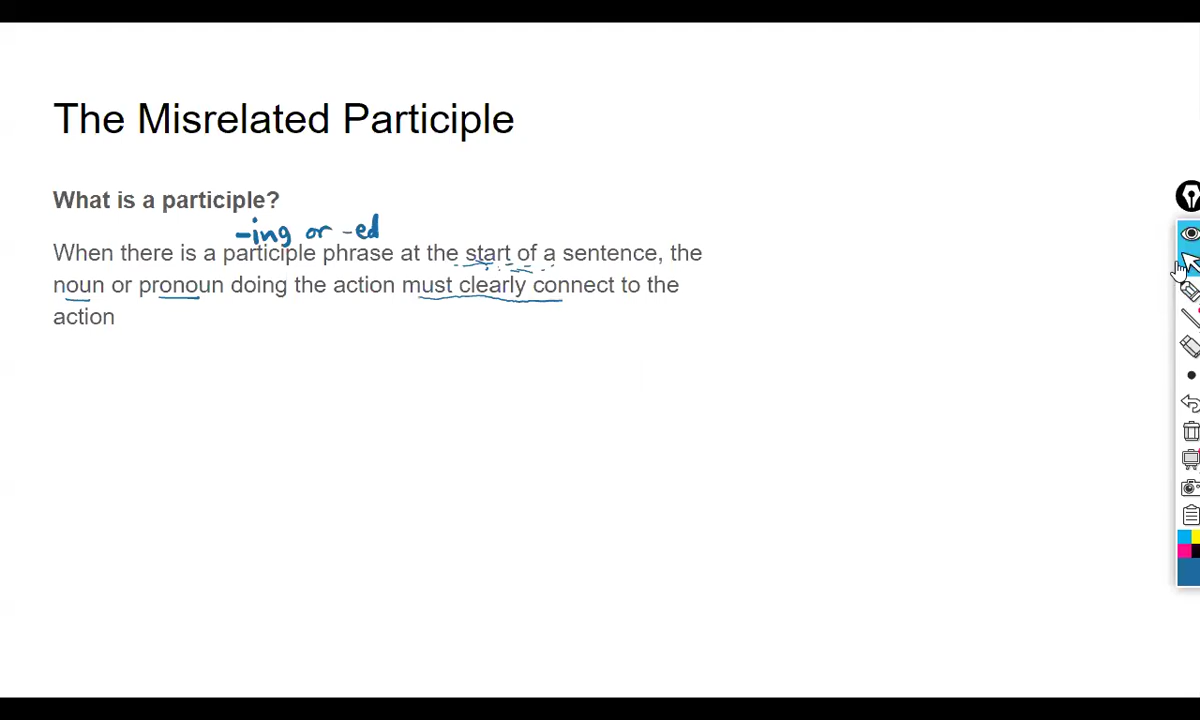 The Misrelated Participle
What is a participle?
-ing or -ed
When there is a participle phrase at the start of a sentence, the
noun or pronoun doing the action must clearly connect to the
action